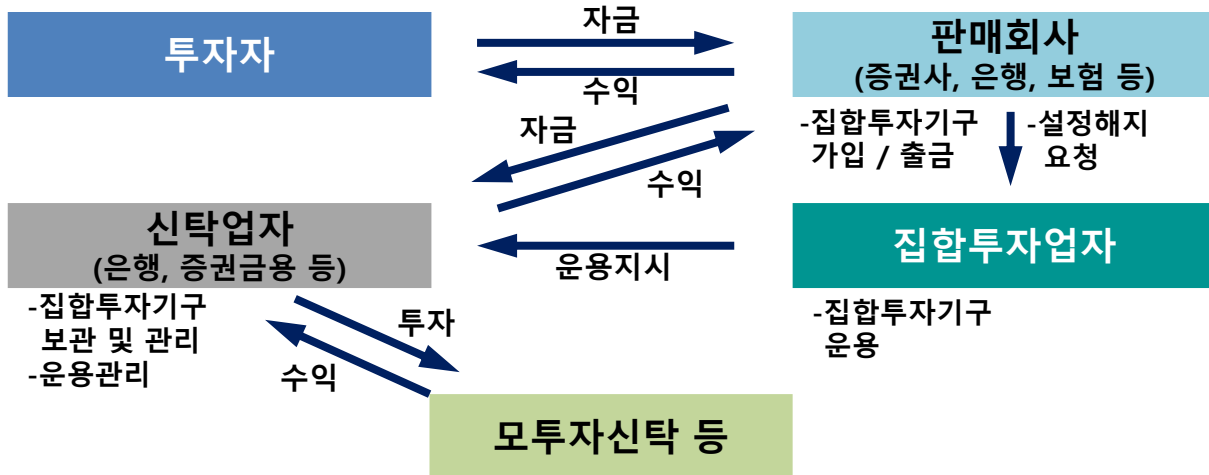 투자자
자금
수익
판매회사
(증권사, 은행, 보험 등)
-집합투자기구
가입 / 출금
-설정해지
요청
자금
수익
신탁업자
(은행, 증권금용 등)
운용지시
집합투자업자
-집합투자기구
보관 및 관리
-운용관리
투자
수익
-집합투자기구
운용
모투자신탁 등